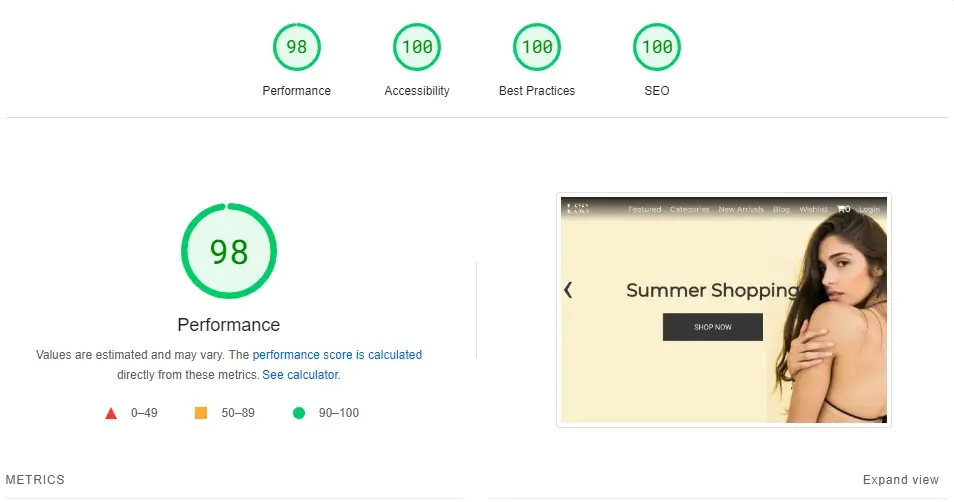 98 100 100 100
Performance Accessibility Best Practices SEO
98
Performance
Values are estimated and may vary. The performance score is calculated
directly from these metrics. See calculator.
0–49 50–89 90–100
Featured Categories New Arrivals Blog Wishlist 0 Login
Summer Shopping
SHOP NOW
METRICS
Expand view